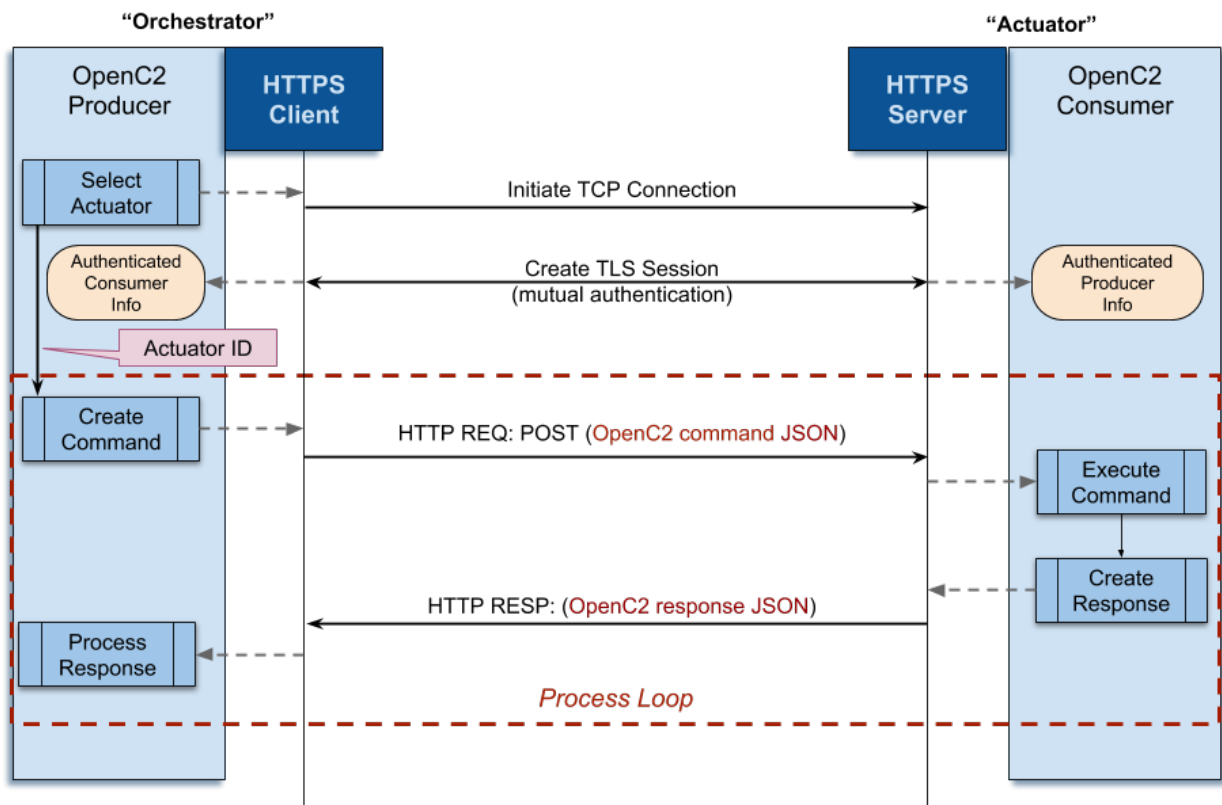 “Orchestrator”
“Actuator”
OpenC2
Producer
HTTPS
Client
HTTPS
Server
OpenC2
Consumer
Select
Actuator
Initiate TCP Connection
Authenticated
Consumer
Info
Create TLS Session
(mutual authentication)
Authenticated
Producer
Info
Actuator ID
Create
Command
HTTP REQ: POST (OpenC2 command JSON)
Execute
Command
Create
Response
HTTP RESP: (OpenC2 response JSON)
Process
Response
Process Loop